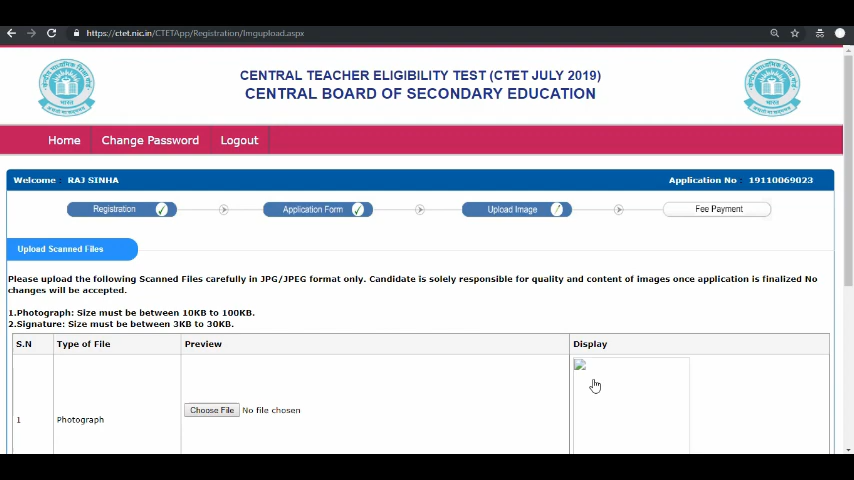 https://ctet.nic.in/CTETApp/Registration/Imgupload.aspx
CENTRAL TEACHER ELIGIBILITY TEST (CTET JULY 2019)
CENTRAL BOARD OF SECONDARY EDUCATION
Home Change Password Logout
Welcome - RAJ SINHA Application No - 19110069023
Registration Application Form Upload Image Fee Payment
Upload Scanned Files
Please upload the following Scanned Files carefully in JPG/JPEG format only. Candidate is solely responsible for quality and content of images once application is finalized No
changes will be accepted.
1.Photograph: Size must be between 10KB to 100KB.
2.Signature: Size must be between 3KB to 30KB.
S.N Type of File Preview Display
1 Photograph Choose File No file chosen